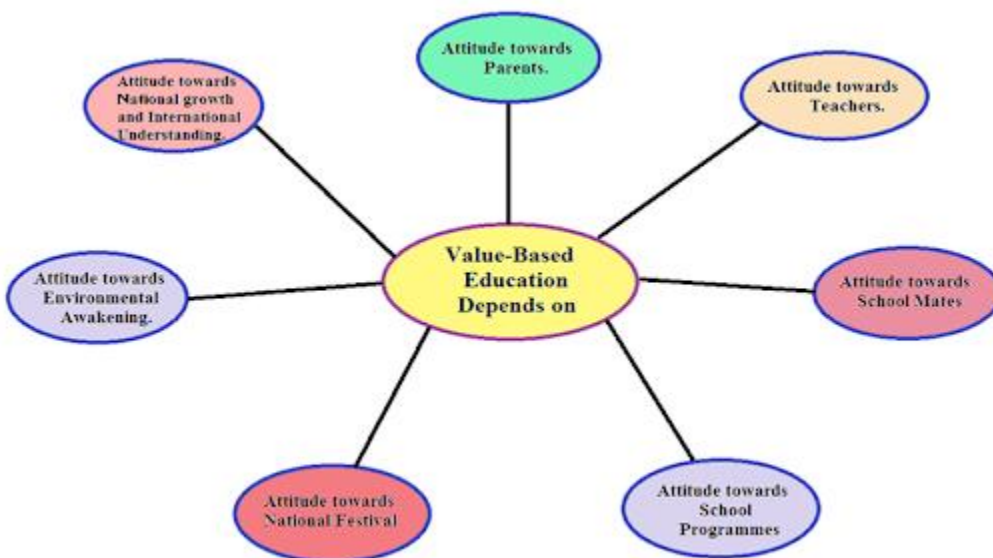 Attitude towards
Parents.
Attitude towards
Teachers.
Attitude towards
National growth
and International
Understanding.
Value-Based
Education
Depends on
Attitude towards
Environmental
Awakening.
Attitude towards
School Mates
Attitude towards
National Festival
Attitude towards
School
Programmes